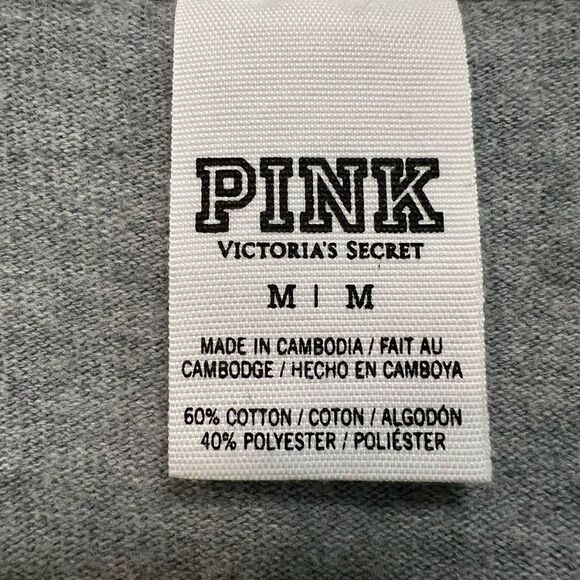 PINK
VICTORIA'S SECRET
M | M
MADE IN CAMBODIA / FAIT AU
CAMBODGE / HECHO EN CAMBOYA
60% COTTON / COTON / ALGODÓN
40% POLYESTER / POLIÉSTER